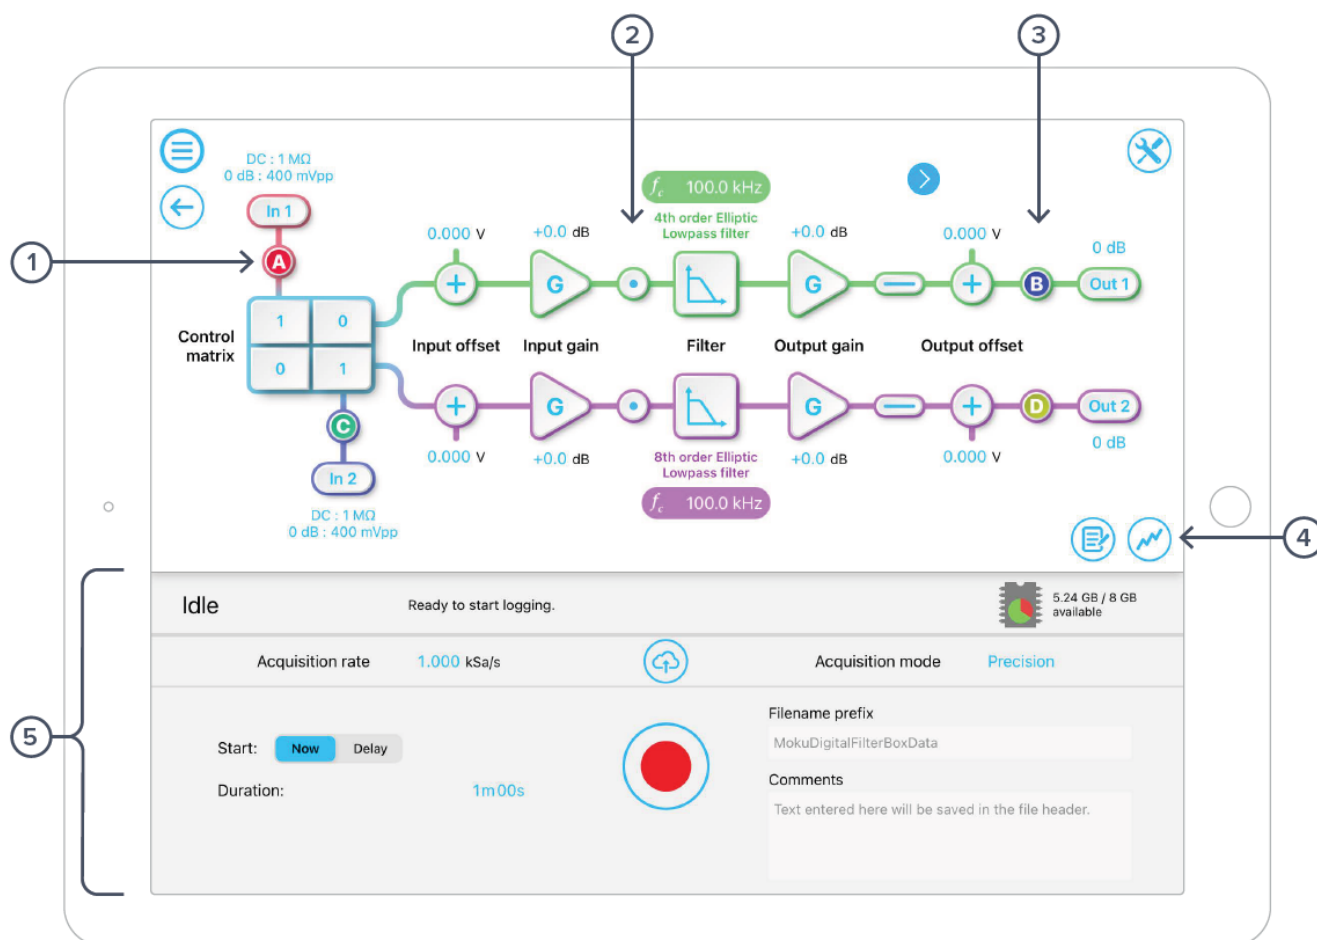 2
3
DC : 1 MΩ
0 dB : 400 mVpp
In 1
1
A
fc 100.0 kHz
4th order Elliptic
Lowpass filter
0.000 V
+0.0 dB
+0.0 dB
0.000 V
0 dB
G
G
B
Out 1
Control
matrix
1 0
0 1
Input offset
Input gain
Filter
Output gain
Output offset
G
G
D
Out 2
C
0.000 V
+0.0 dB
8th order Elliptic
Lowpass filter
+0.0 dB
0.000 V
0 dB
In 2
fc 100.0 kHz
DC : 1 MΩ
0 dB : 400 mVpp
4
Idle
Ready to start logging.
5.24 GB / 8 GB
available
Acquisition rate 1.000 kSa/s
Acquisition mode Precision
5
Start: Now Delay
Duration: 1m00s
Filename prefix
MokuDigitalFilterBoxData
Comments
Text entered here will be saved in the file header.